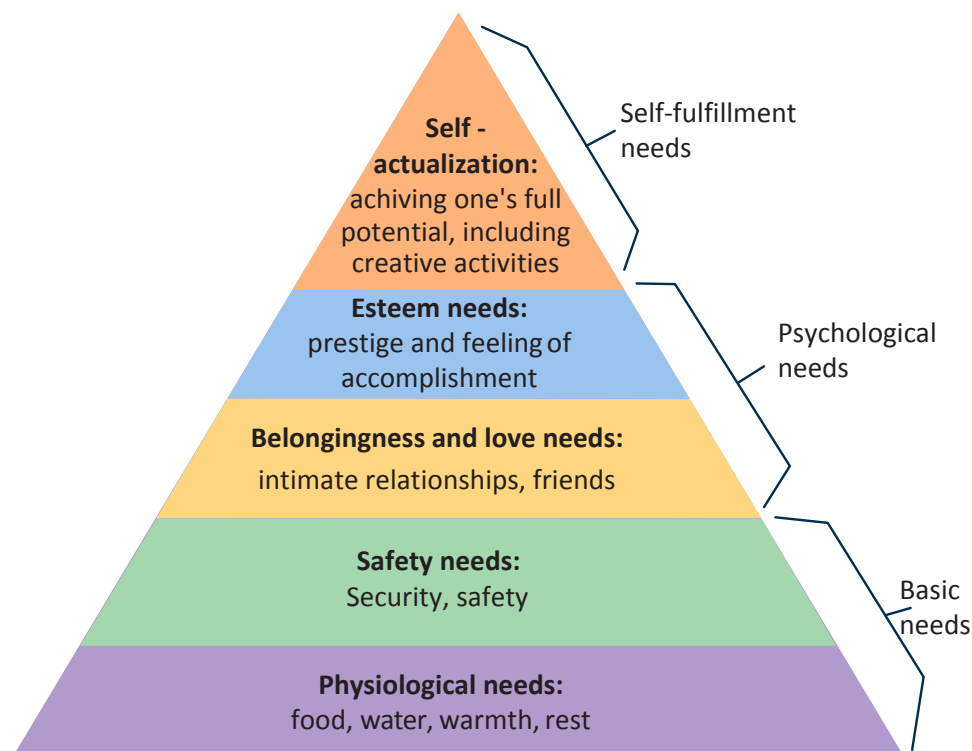 Self -
actualization:
achiving one's full
potential, including
creative activities
Self-fulfillment
needs
Esteem needs:
prestige and feeling of
accomplishment
Psychological
needs
Belongingness and love needs:
intimate relationships, friends
Safety needs:
Security, safety
Basic
needs
Physiological needs:
food, water, warmth, rest